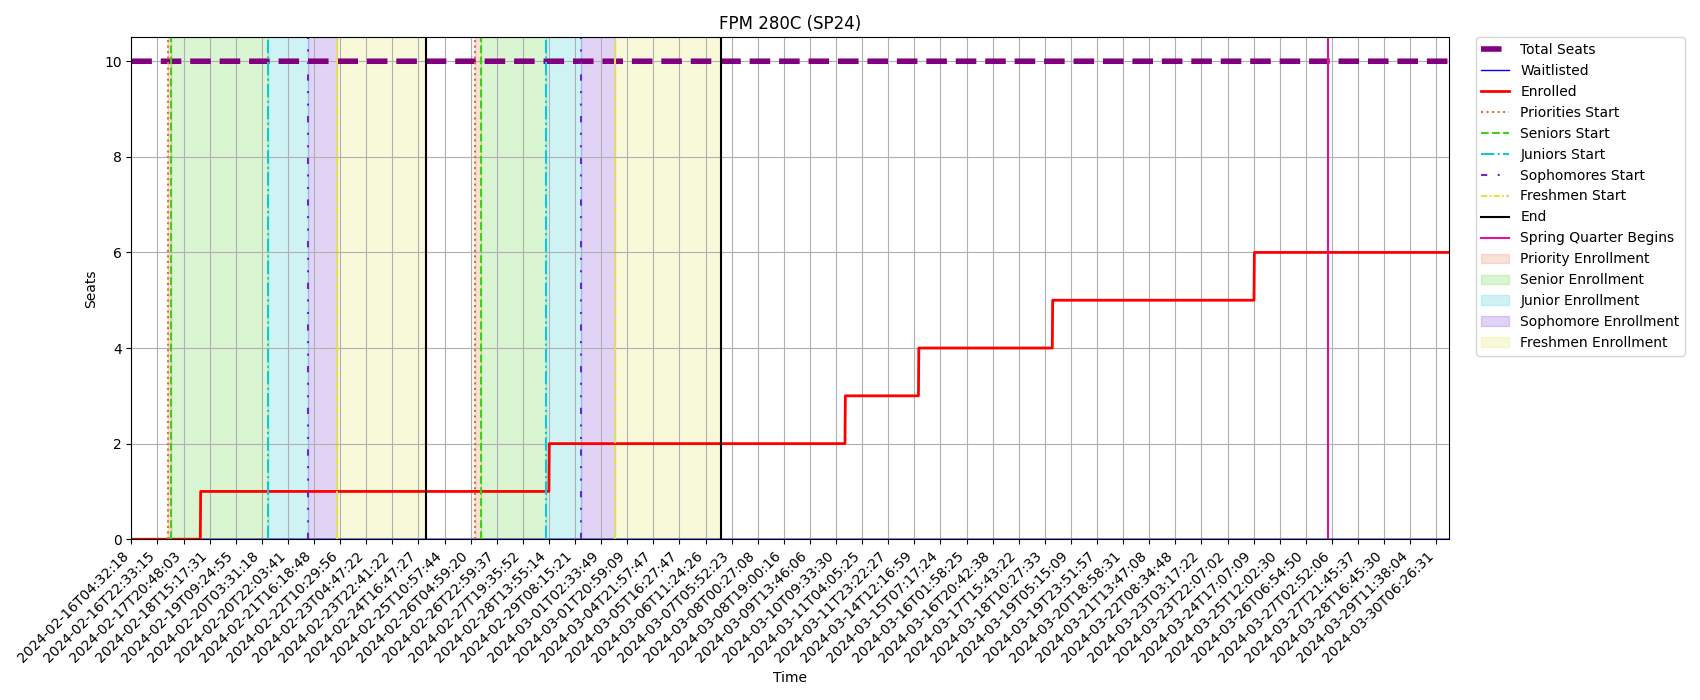 FPM 280C (SP24)
Total Seats
Waitlisted
Enrolled
Priorities Start
Seniors Start
Juniors Start
Sophomores Start
Freshmen Start
End
Spring Quarter Begins
Priority Enrollment
Senior Enrollment
Junior Enrollment
Sophomore Enrollment
Freshmen Enrollment
Seats
10
8
6
4
2
0
2024-02-16T04:32:18
2024-02-16T22:33:15
2024-02-17T20:48:03
2024-02-18T15:17:31
2024-02-19T09:24:55
2024-02-20T03:31:18
2024-02-20T22:03:41
2024-02-21T16:18:48
2024-02-22T10:29:56
2024-02-23T04:47:22
2024-02-23T22:41:22
2024-02-24T16:47:27
2024-02-25T10:57:44
2024-02-26T04:59:20
2024-02-26T22:59:37
2024-02-27T19:35:52
2024-02-28T13:55:14
2024-02-29T08:15:21
2024-03-01T02:33:49
2024-03-01T20:59:09
2024-03-04T21:57:47
2024-03-05T16:27:47
2024-03-06T11:24:26
2024-03-07T05:52:23
2024-03-08T00:27:08
2024-03-08T19:00:16
2024-03-09T13:46:06
2024-03-10T09:33:30
2024-03-11T04:05:25
2024-03-11T23:22:27
2024-03-14T12:16:59
2024-03-15T07:17:24
2024-03-16T01:58:25
2024-03-16T20:42:38
2024-03-17T15:43:22
2024-03-18T10:27:33
2024-03-19T05:15:09
2024-03-19T23:51:57
2024-03-20T18:58:31
2024-03-21T13:47:08
2024-03-22T08:34:48
2024-03-23T03:17:22
2024-03-23T22:07:02
2024-03-24T17:07:09
2024-03-25T12:02:30
2024-03-26T06:54:50
2024-03-27T02:52:06
2024-03-27T21:45:37
2024-03-28T16:45:30
2024-03-29T11:38:04
2024-03-30T06:26:31
Time